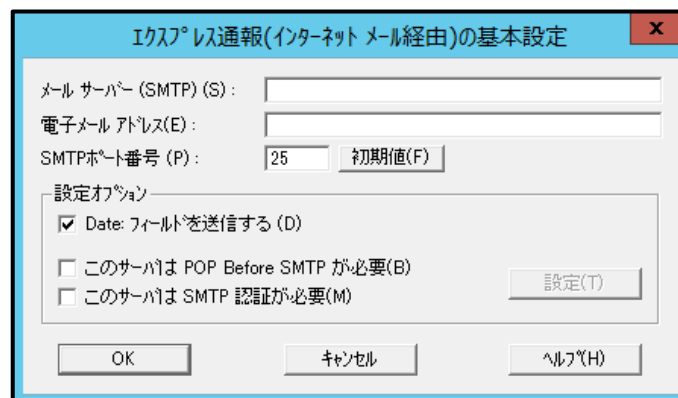 エクスプレス通報(インターネット メール経由)の基本設定
x
メール サーバー (SMTP) (S) :
電子メール アドレス(E) :
SMTPポート番号 (P) : 25 初期値(F)
設定オプション
Date: フィールドを送信する (D)
このサーバは POP Before SMTP が必要(B)
設定(T)
このサーバは SMTP 認証が必要(M)
OK キャンセル ヘルプ(H)